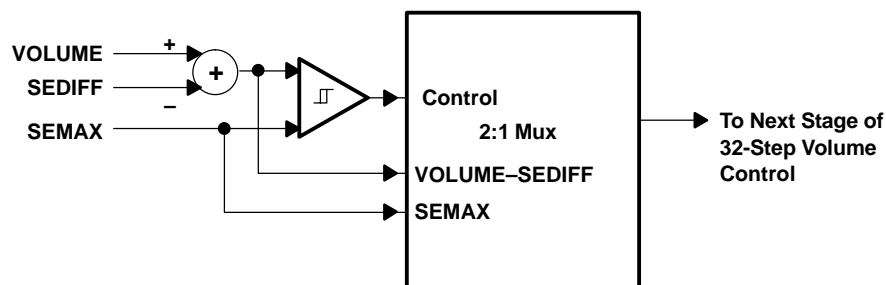 VOLUME
+
SEDIFF
–
+
SEMAX
Control
2:1 Mux
VOLUME–SEDIFF
SEMAX
To Next Stage of
32-Step Volume
Control